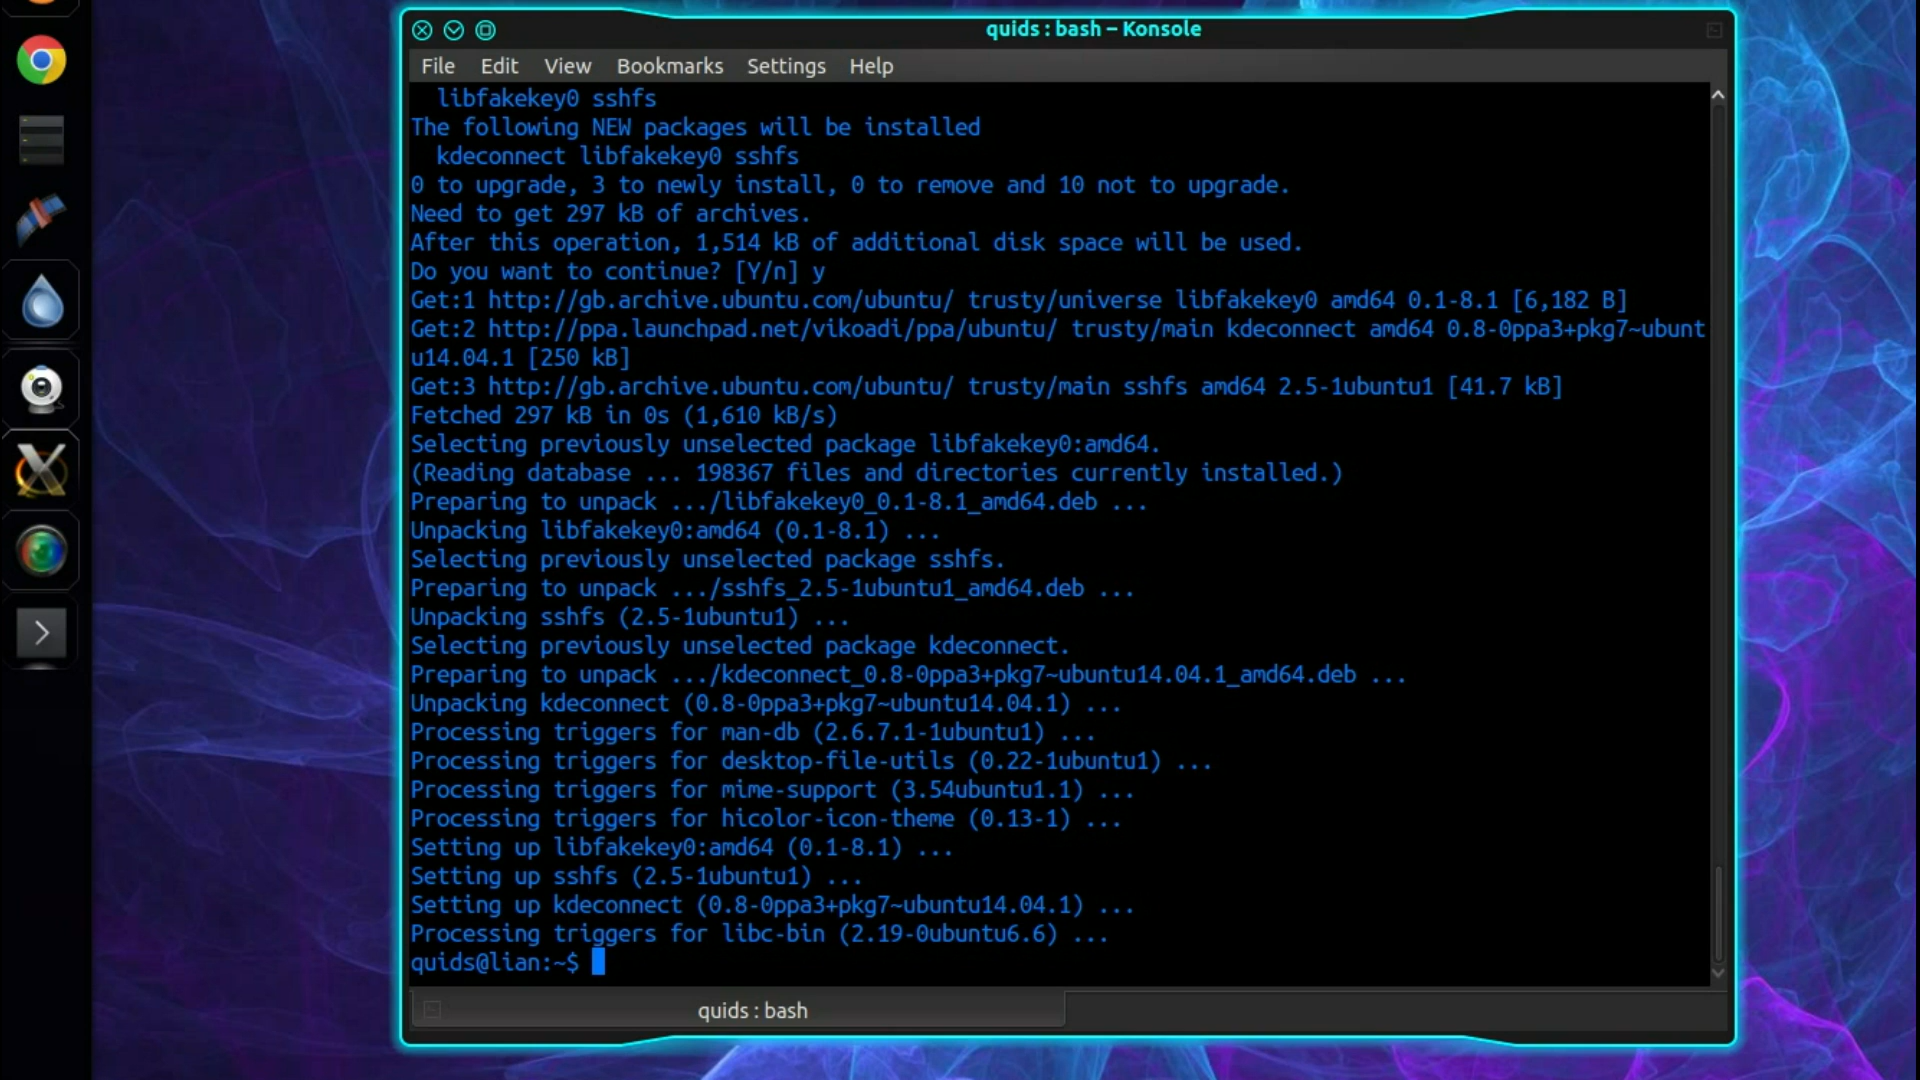 quids : bash – Konsole
File Edit View Bookmarks Settings Help
libfakekey0 sshfs
The following NEW packages will be installed
kdeconnect libfakekey0 sshfs
0 to upgrade, 3 to newly install, 0 to remove and 10 not to upgrade.
Need to get 297 kB of archives.
After this operation, 1,514 kB of additional disk space will be used.
Do you want to continue? [Y/n] y
Get:1 http://gb.archive.ubuntu.com/ubuntu/ trusty/universe libfakekey0 amd64 0.1-8.1 [6,182 B]
Get:2 http://ppa.launchpad.net/vikoadi/ppa/ubuntu/ trusty/main kdeconnect amd64 0.8-0ppa3+pkg7~ubunt
u14.04.1 [250 kB]
Get:3 http://gb.archive.ubuntu.com/ubuntu/ trusty/main sshfs amd64 2.5-1ubuntu1 [41.7 kB]
Fetched 297 kB in 0s (1,610 kB/s)
Selecting previously unselected package libfakekey0:amd64.
(Reading database ... 198367 files and directories currently installed.)
Preparing to unpack .../libfakekey0_0.1-8.1_amd64.deb ...
Unpacking libfakekey0:amd64 (0.1-8.1) ...
Selecting previously unselected package sshfs.
Preparing to unpack .../sshfs_2.5-1ubuntu1_amd64.deb ...
Unpacking sshfs (2.5-1ubuntu1) ...
Selecting previously unselected package kdeconnect.
Preparing to unpack .../kdeconnect_0.8-0ppa3+pkg7~ubuntu14.04.1_amd64.deb ...
Unpacking kdeconnect (0.8-0ppa3+pkg7~ubuntu14.04.1) ...
Processing triggers for man-db (2.6.7.1-1ubuntu1) ...
Processing triggers for desktop-file-utils (0.22-1ubuntu1) ...
Processing triggers for mime-support (3.54ubuntu1.1) ...
Processing triggers for hicolor-icon-theme (0.13-1) ...
Setting up libfakekey0:amd64 (0.1-8.1) ...
Setting up sshfs (2.5-1ubuntu1) ...
Setting up kdeconnect (0.8-0ppa3+pkg7~ubuntu14.04.1) ...
Processing triggers for libc-bin (2.19-0ubuntu6.6) ...
quids@lian:~$
quids : bash